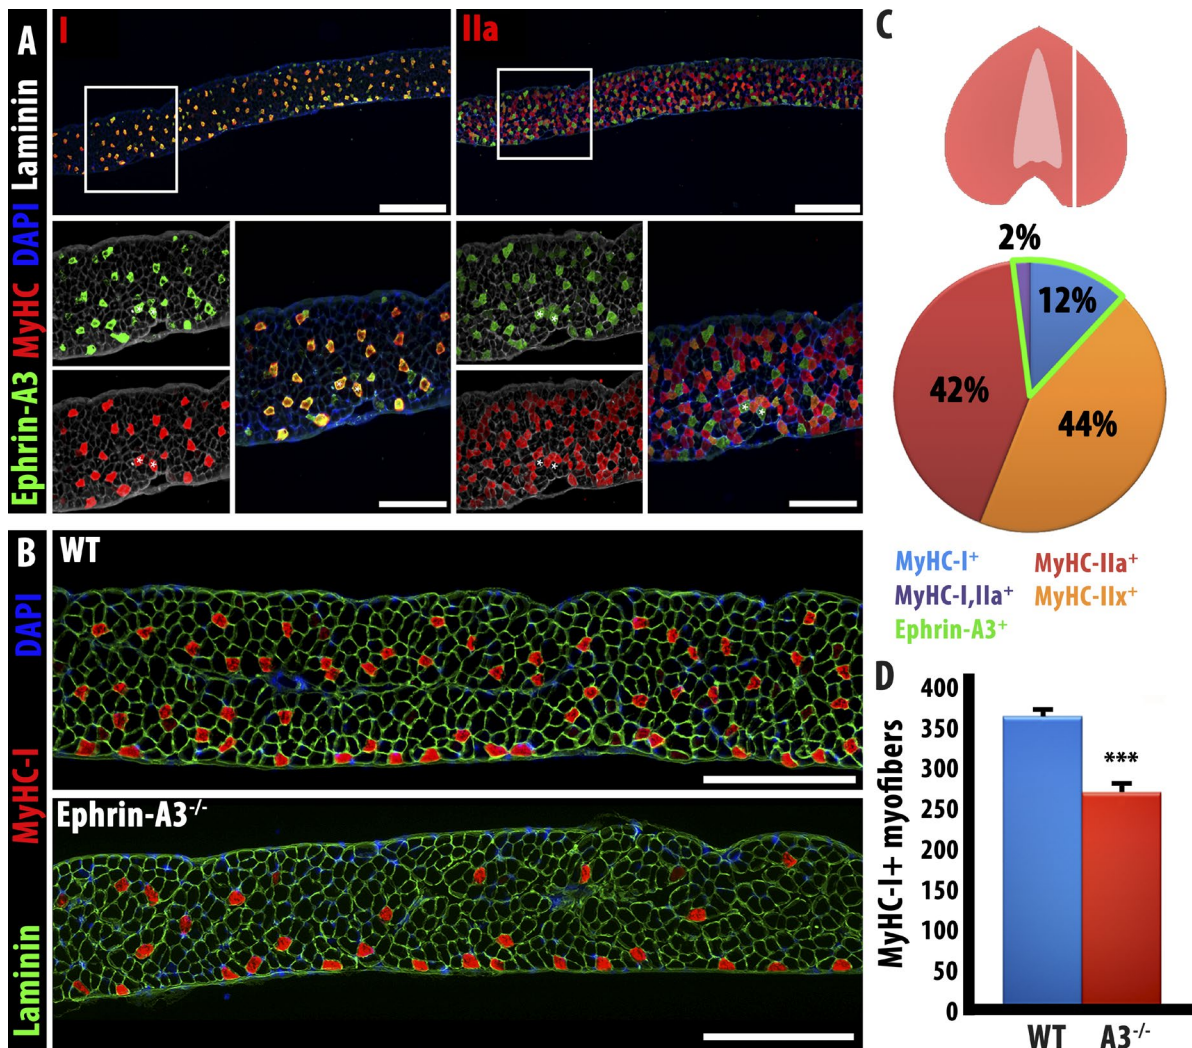 A
Ephrin-A3 MyHC DAPI Laminin
I
IIa
*
*
*
*
*
*
*
*
*
*
*
*
B
Laminin MyHC-I DAPI
WT
Ephrin-A3-/-
C
2%
12%
42%
44%
MyHC-I+ MyHC-IIa+
MyHC-I,IIa+ MyHC-IIx+
Ephrin-A3+
D
MyHC-I+ myofibers
400
350
300
250
200
150
100
50
0
***
WT A3-/-